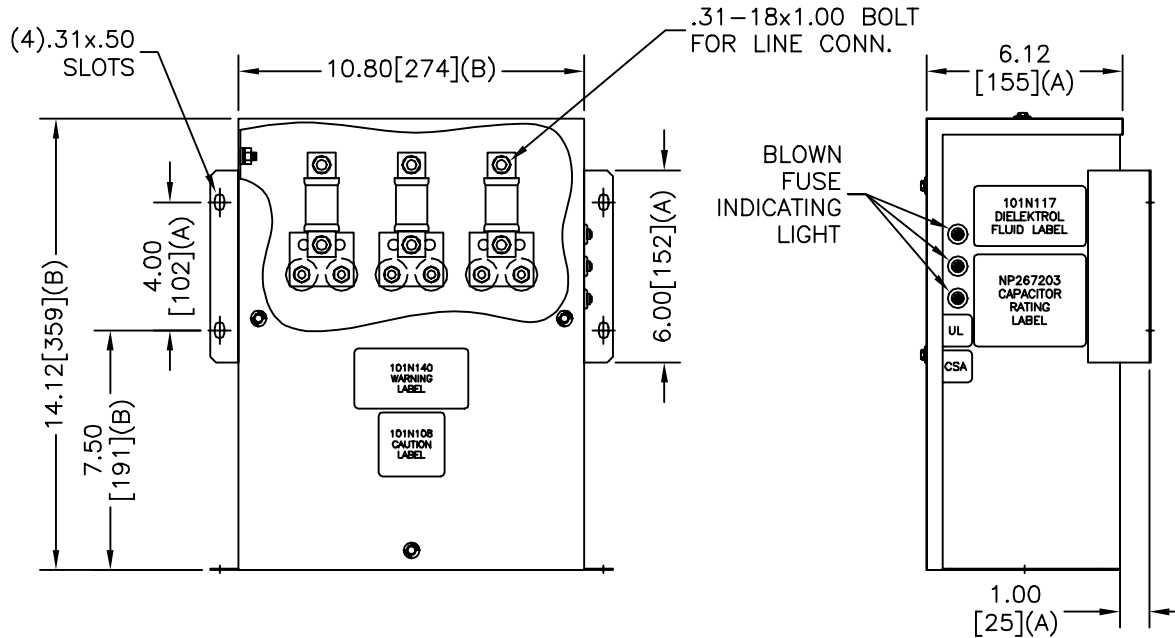 (4).31x.50
SLOTS
10.80[274](B)
.31-18x1.00 BOLT
FOR LINE CONN.
6.12
[155](A)
14.12[359](B)
4.00
[102](A)
7.50
[191](B)
6.00[152](A)
BLOWN
FUSE
INDICATING
LIGHT
101N117
DIELEKTROL
FLUID LABEL
NP267203
CAPACITOR
RATING
LABEL
UL
CSA
101N140
WARNING
LABEL
101N108
CAUTION
LABEL
1.00
[25](A)